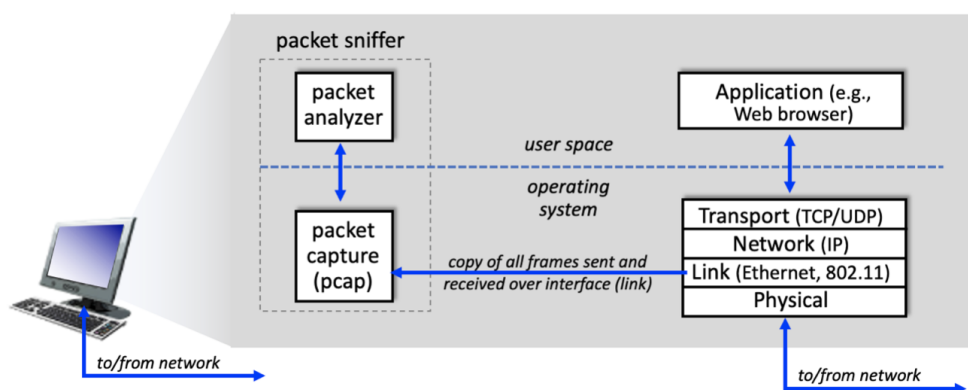 packet sniffer
packet
analyzer
Application (e.g.,
Web browser)
user space
operating
system
packet
capture
(pcap)
copy of all frames sent and
received over interface (link)
Transport (TCP/UDP)
Network (IP)
Link (Ethernet, 802.11)
Physical
to/from network
to/from network